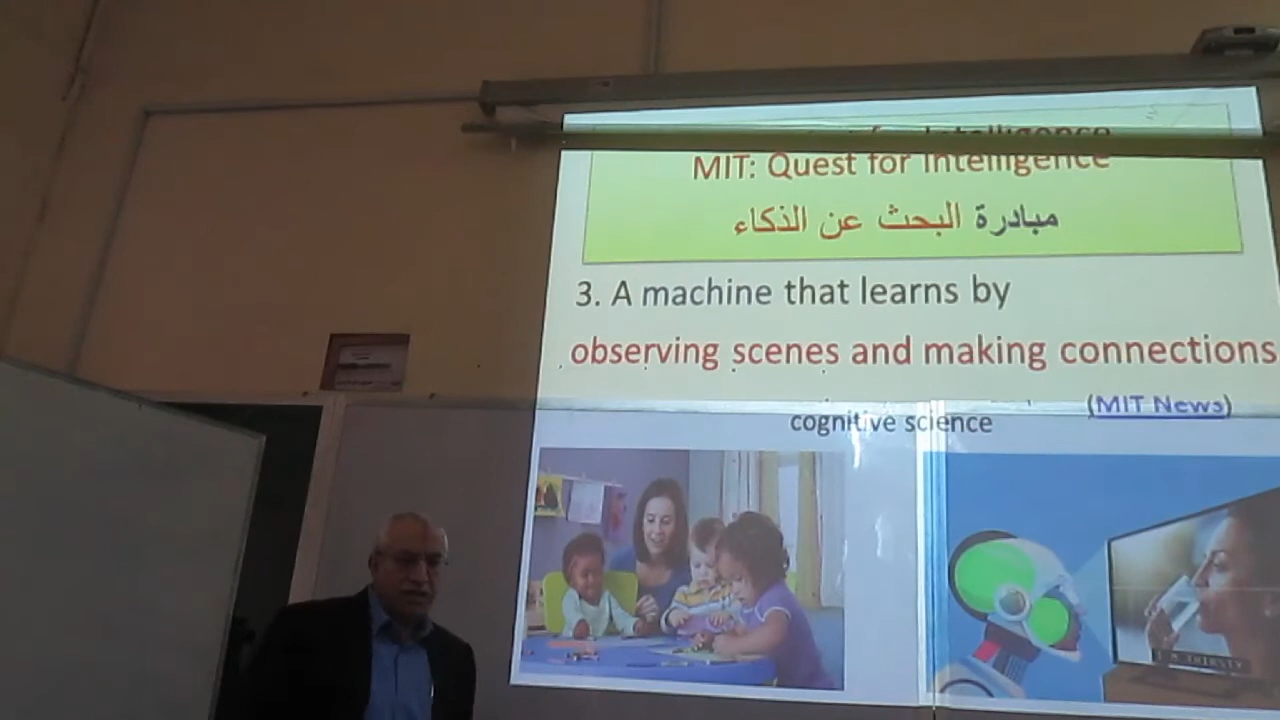 MIT: Quest for Intelligence
مبادرة البحث عن الذكاء
3. A machine that learns by
observing scenes and making connections
(MIT News)
cognitive science